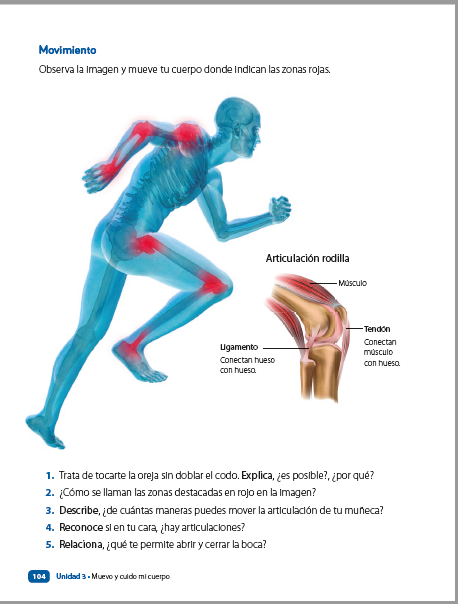 Movimiento
Observa la imagen y mueve tu cuerpo donde indican las zonas rojas.
Articulación rodilla
Músculo
Tendón
Conectan
músculo
con hueso.
Ligamento
Conectan hueso
con hueso.
1. Trata de tocarte la oreja sin doblar el codo. Explica, ¿es posible?, ¿por qué?
2. ¿Cómo se llaman las zonas destacadas en rojo en la imagen?
3. Describe, ¿de cuántas maneras puedes mover la articulación de tu muñeca?
4. Reconoce si en tu cara, ¿hay articulaciones?
5. Relaciona, ¿qué te permite abrir y cerrar la boca?
104 Unidad 3 • Muevo y cuido mi cuerpo